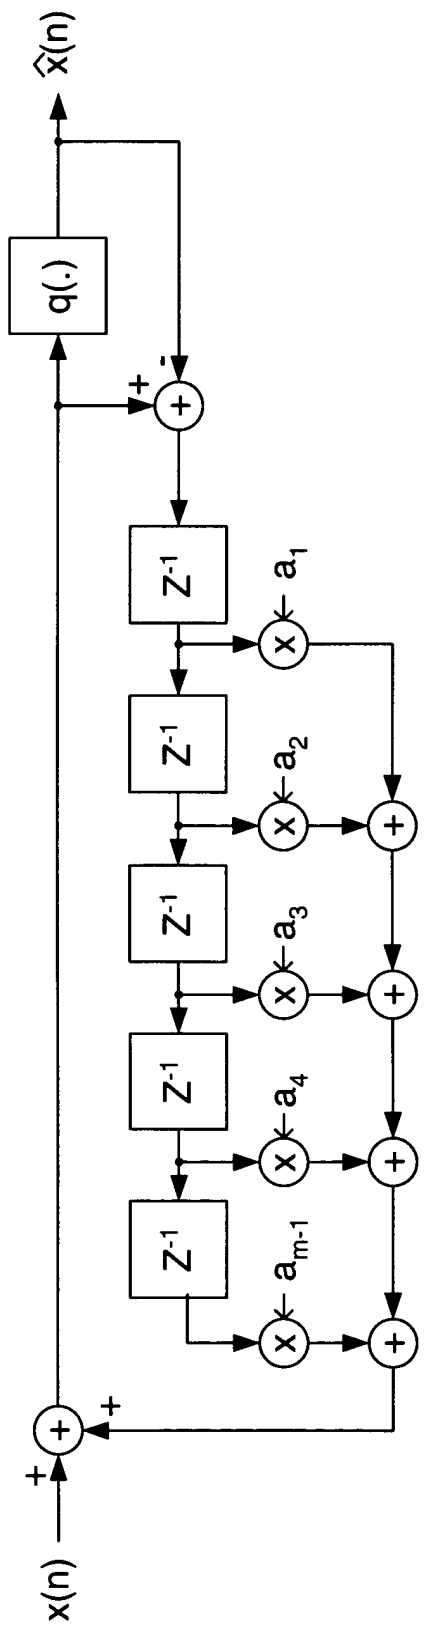 x(n)
+
+
+
q(.)
x̂(n)
+
-
+
Z⁻¹
Z⁻¹
Z⁻¹
Z⁻¹
Z⁻¹
x
aₘ₋₁
x
a₄
x
a₃
x
a₂
x
a₁
+
+
+
+